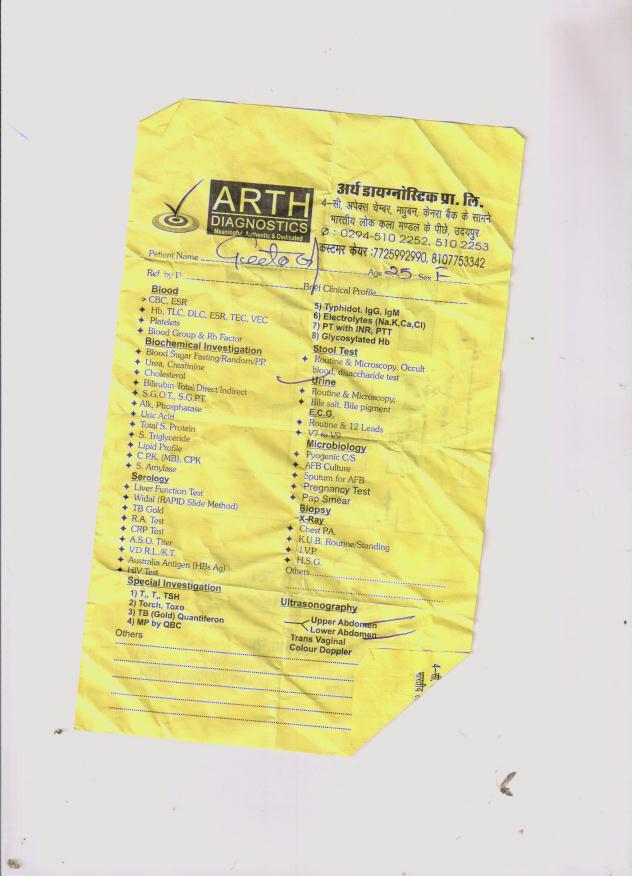 ARTH
DIAGNOSTICS
Meaningful, Authentic & Dedicated
अर्थ डायग्नोस्टिक प्रा. लि.
4-सी, अपेक्स चेम्बर, मधुबन, केनरा बैंक के सामने
भारतीय लोक कला मण्डल के पीछे, उदयपुर
✆ : 0294-510 2252, 510 2253
कस्टमर केयर :7725992990, 8107753342
Patient Name Geeta G Age 25 Sex F
Ref. by Dr. Brief Clinical Profile
Blood
CBC, ESR
Hb, TLC, DLC, ESR, TEC, VEC
Platelets
Blood Group & Rh Factor
Biochemical Investigation
Blood Sugar Fasting/Random/P.P.
Urea, Creatinine
Cholesterol
Bilirubin Total/Direct/Indirect
S.G.O.T., S.G.P.T.
Alk, Phosphatase
Uric Acid
Total S. Protein
S. Triglyceride
Lipid Profile
C.P.K. (MB), CPK
S. Amylase
Serology
Liver Function Test
Widal (RAPID Slide Method)
TB Gold
R.A. Test
CRP Test
A.S.O. Titer
V.D.R.L./K.T.
Australia Antigen (HBs Ag)
HIV Test
Special Investigation
1) T₃, T₄, TSH
2) Torch, Toxo
3) TB (Gold) Quantiferon
4) MP by QBC
Others
5) Typhidot. IgG, IgM
6) Electrolytes (Na,K,Ca,Cl)
7) PT with INR, PTT
8) Glycosylated Hb
Stool Test
Routine & Microscopy, Occult
blood, disaccharide test
Urine
Routine & Microscopy,
Bile salt, Bile pigment
E.C.G.
Routine & 12 Leads
V7 to V9
Microbiology
Pyogenic C/S
AFB Culture
Sputum for AFB
Pregnancy Test
Pap Smear
Biopsy
X-Ray
Chest P.A.
K.U.B. Routine/Standing
I.V.P.
H.S.G.
Others
Ultrasonography
Upper Abdomen
Lower Abdomen
Trans Vaginal
Colour Doppler